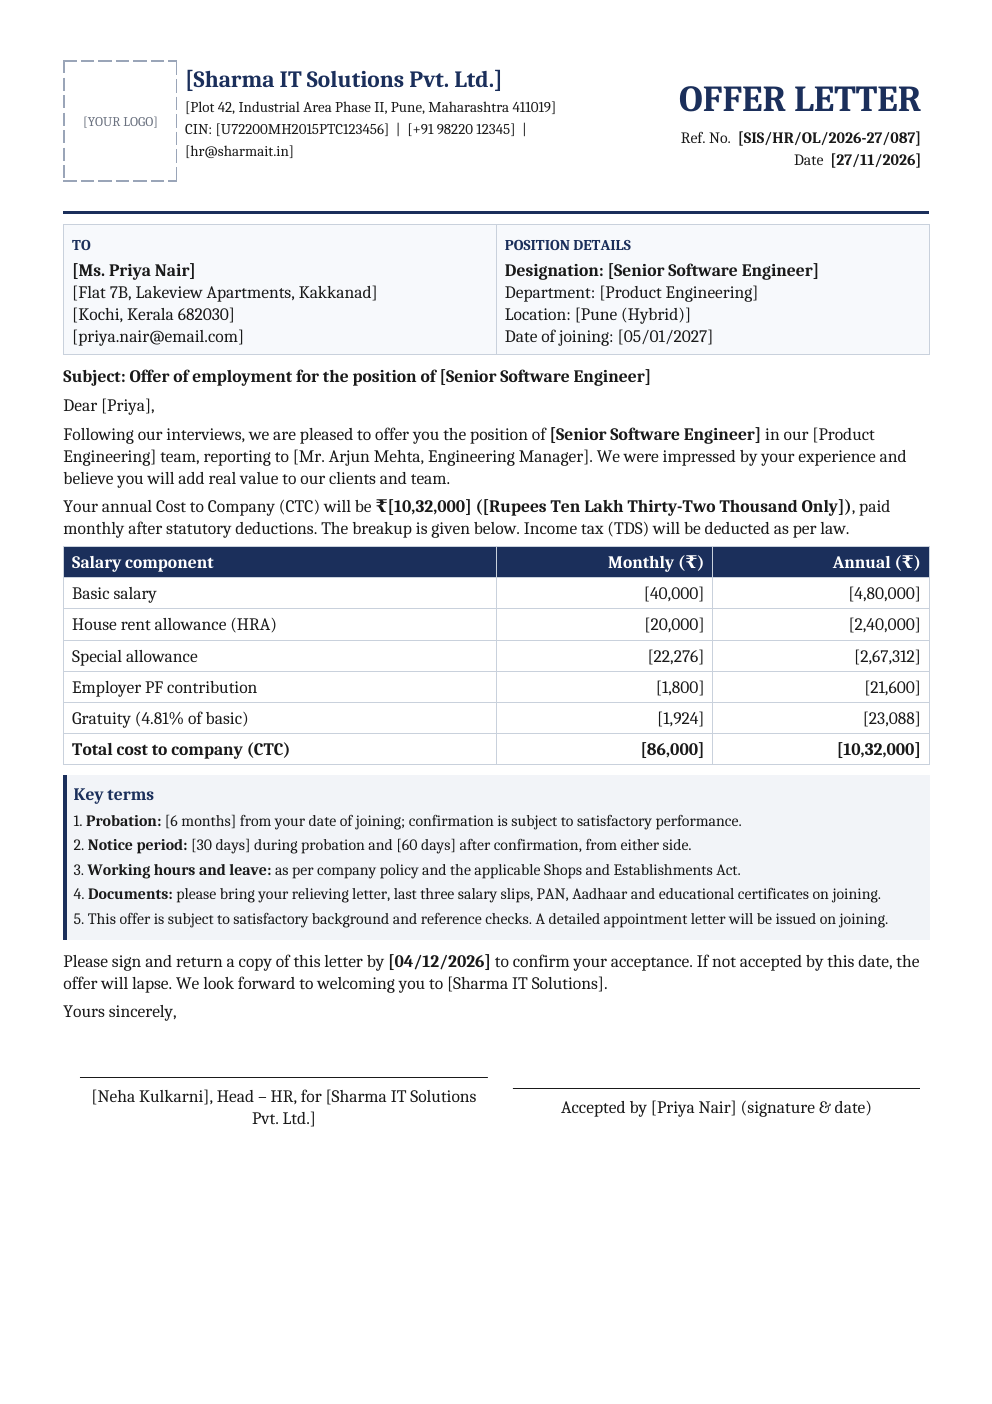 [YOUR LOGO]
[Sharma IT Solutions Pvt. Ltd.]
[Plot 42, Industrial Area Phase II, Pune, Maharashtra 411019]
CIN: [U72200MH2015PTC123456] | [+91 98220 12345] |
[hr@sharmait.in]
OFFER LETTER
Ref. No. [SIS/HR/OL/2026-27/087]
Date [27/11/2026]
TO
[Ms. Priya Nair]
[Flat 7B, Lakeview Apartments, Kakkanad]
[Kochi, Kerala 682030]
[priya.nair@email.com]
POSITION DETAILS
Designation: [Senior Software Engineer]
Department: [Product Engineering]
Location: [Pune (Hybrid)]
Date of joining: [05/01/2027]
Subject: Offer of employment for the position of [Senior Software Engineer]
Dear [Priya],
Following our interviews, we are pleased to offer you the position of [Senior Software Engineer] in our [Product
Engineering] team, reporting to [Mr. Arjun Mehta, Engineering Manager]. We were impressed by your experience and
believe you will add real value to our clients and team.
Your annual Cost to Company (CTC) will be ₹[10,32,000] ([Rupees Ten Lakh Thirty-Two Thousand Only]), paid
monthly after statutory deductions. The breakup is given below. Income tax (TDS) will be deducted as per law.
Salary component Monthly (₹) Annual (₹)
Basic salary [40,000] [4,80,000]
House rent allowance (HRA) [20,000] [2,40,000]
Special allowance [22,276] [2,67,312]
Employer PF contribution [1,800] [21,600]
Gratuity (4.81% of basic) [1,924] [23,088]
Total cost to company (CTC) [86,000] [10,32,000]
Key terms
1. Probation: [6 months] from your date of joining; confirmation is subject to satisfactory performance.
2. Notice period: [30 days] during probation and [60 days] after confirmation, from either side.
3. Working hours and leave: as per company policy and the applicable Shops and Establishments Act.
4. Documents: please bring your relieving letter, last three salary slips, PAN, Aadhaar and educational certificates on joining.
5. This offer is subject to satisfactory background and reference checks. A detailed appointment letter will be issued on joining.
Please sign and return a copy of this letter by [04/12/2026] to confirm your acceptance. If not accepted by this date, the
offer will lapse. We look forward to welcoming you to [Sharma IT Solutions].
Yours sincerely,
[Neha Kulkarni], Head – HR, for [Sharma IT Solutions
Pvt. Ltd.]
Accepted by [Priya Nair] (signature & date)